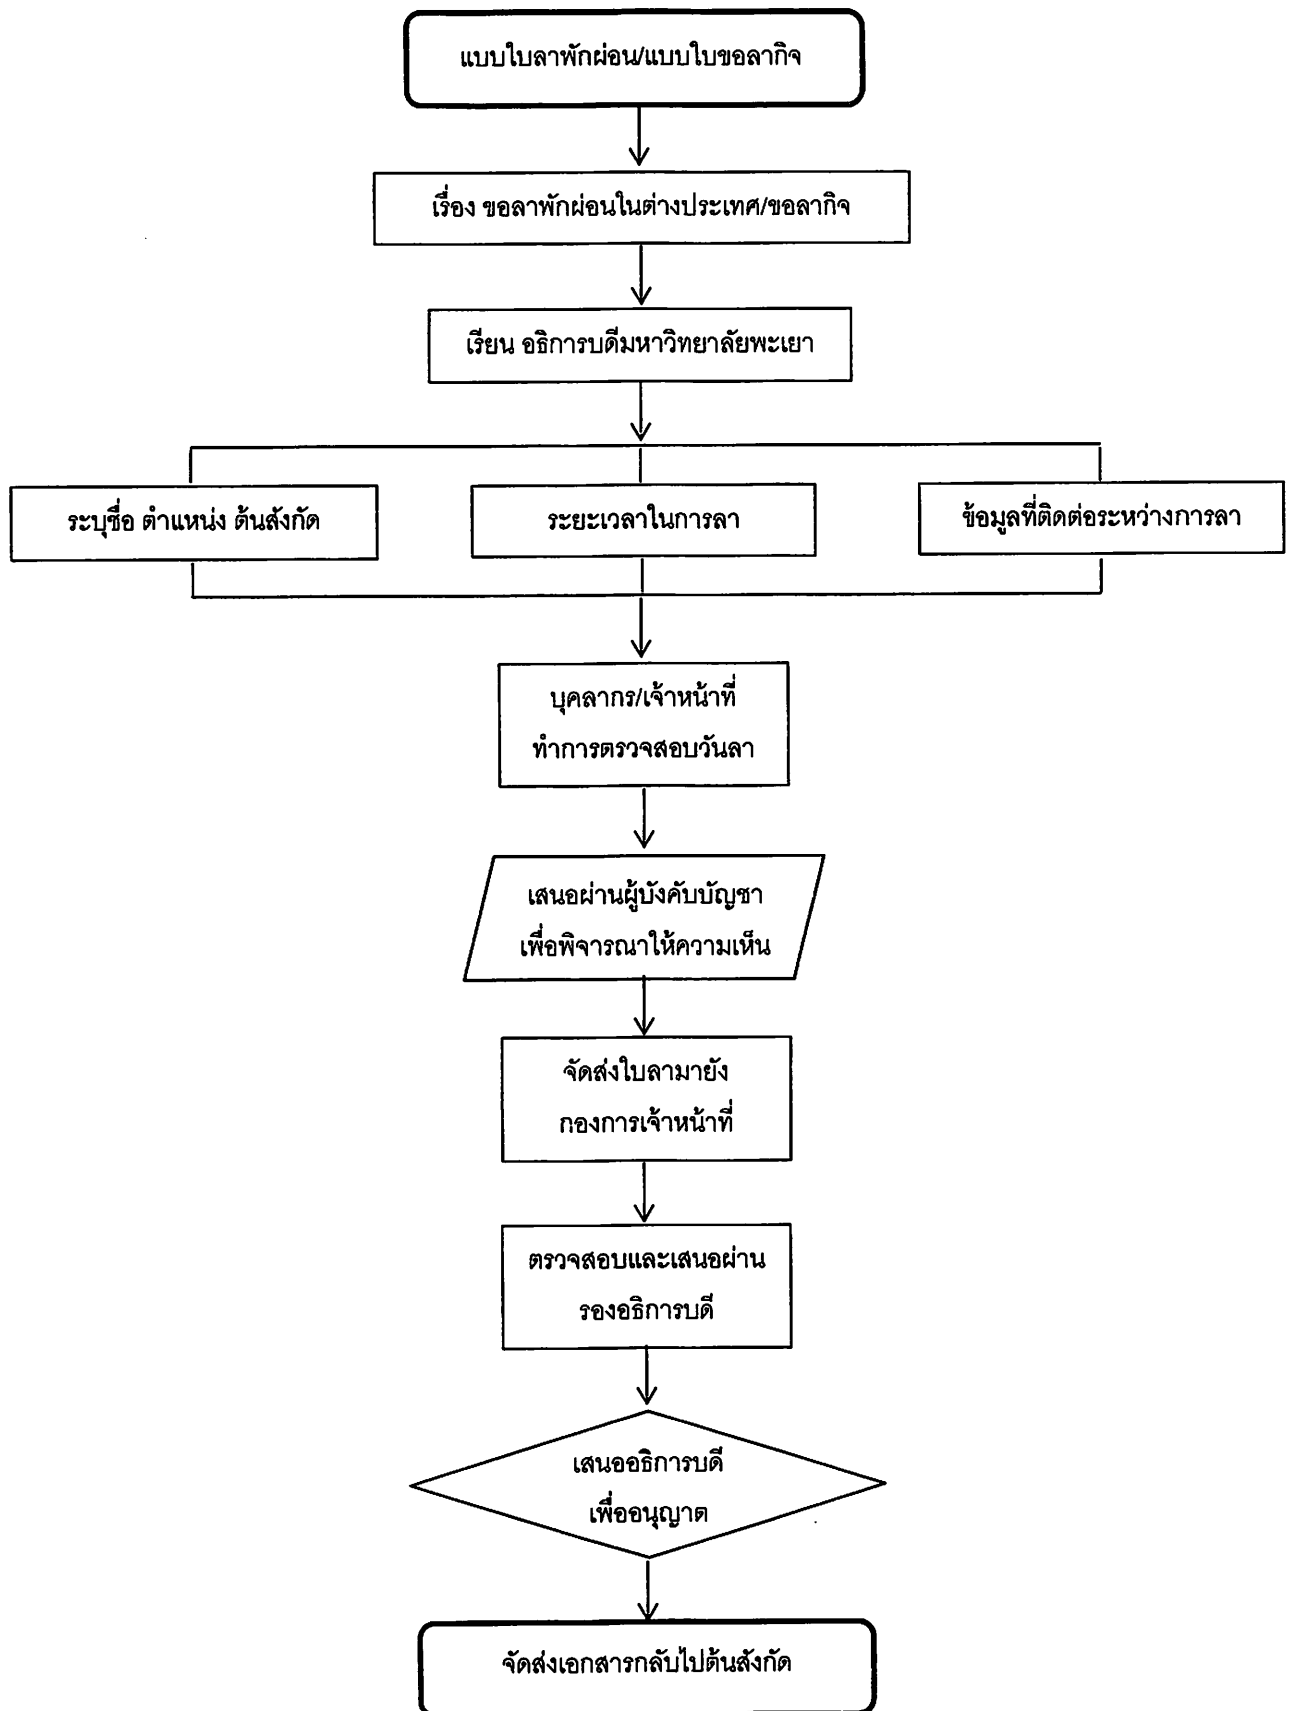 แบบใบลาพักผ่อน/แบบใบขอลากิจ
เรื่อง ขอลาพักผ่อนในต่างประเทศ/ขอลากิจ
เรียน อธิการบดีมหาวิทยาลัยพะเยา
ระบุชื่อ ตำแหน่ง ต้นสังกัด
ระยะเวลาในการลา
ข้อมูลที่ติดต่อระหว่างการลา
บุคลากร/เจ้าหน้าที่
ทำการตรวจสอบวันลา
เสนอผ่านผู้บังคับบัญชา
เพื่อพิจารณาให้ความเห็น
จัดส่งใบลามายัง
กองการเจ้าหน้าที่
ตรวจสอบและเสนอผ่าน
รองอธิการบดี
เสนออธิการบดี
เพื่ออนุญาต
จัดส่งเอกสารกลับไปต้นสังกัด